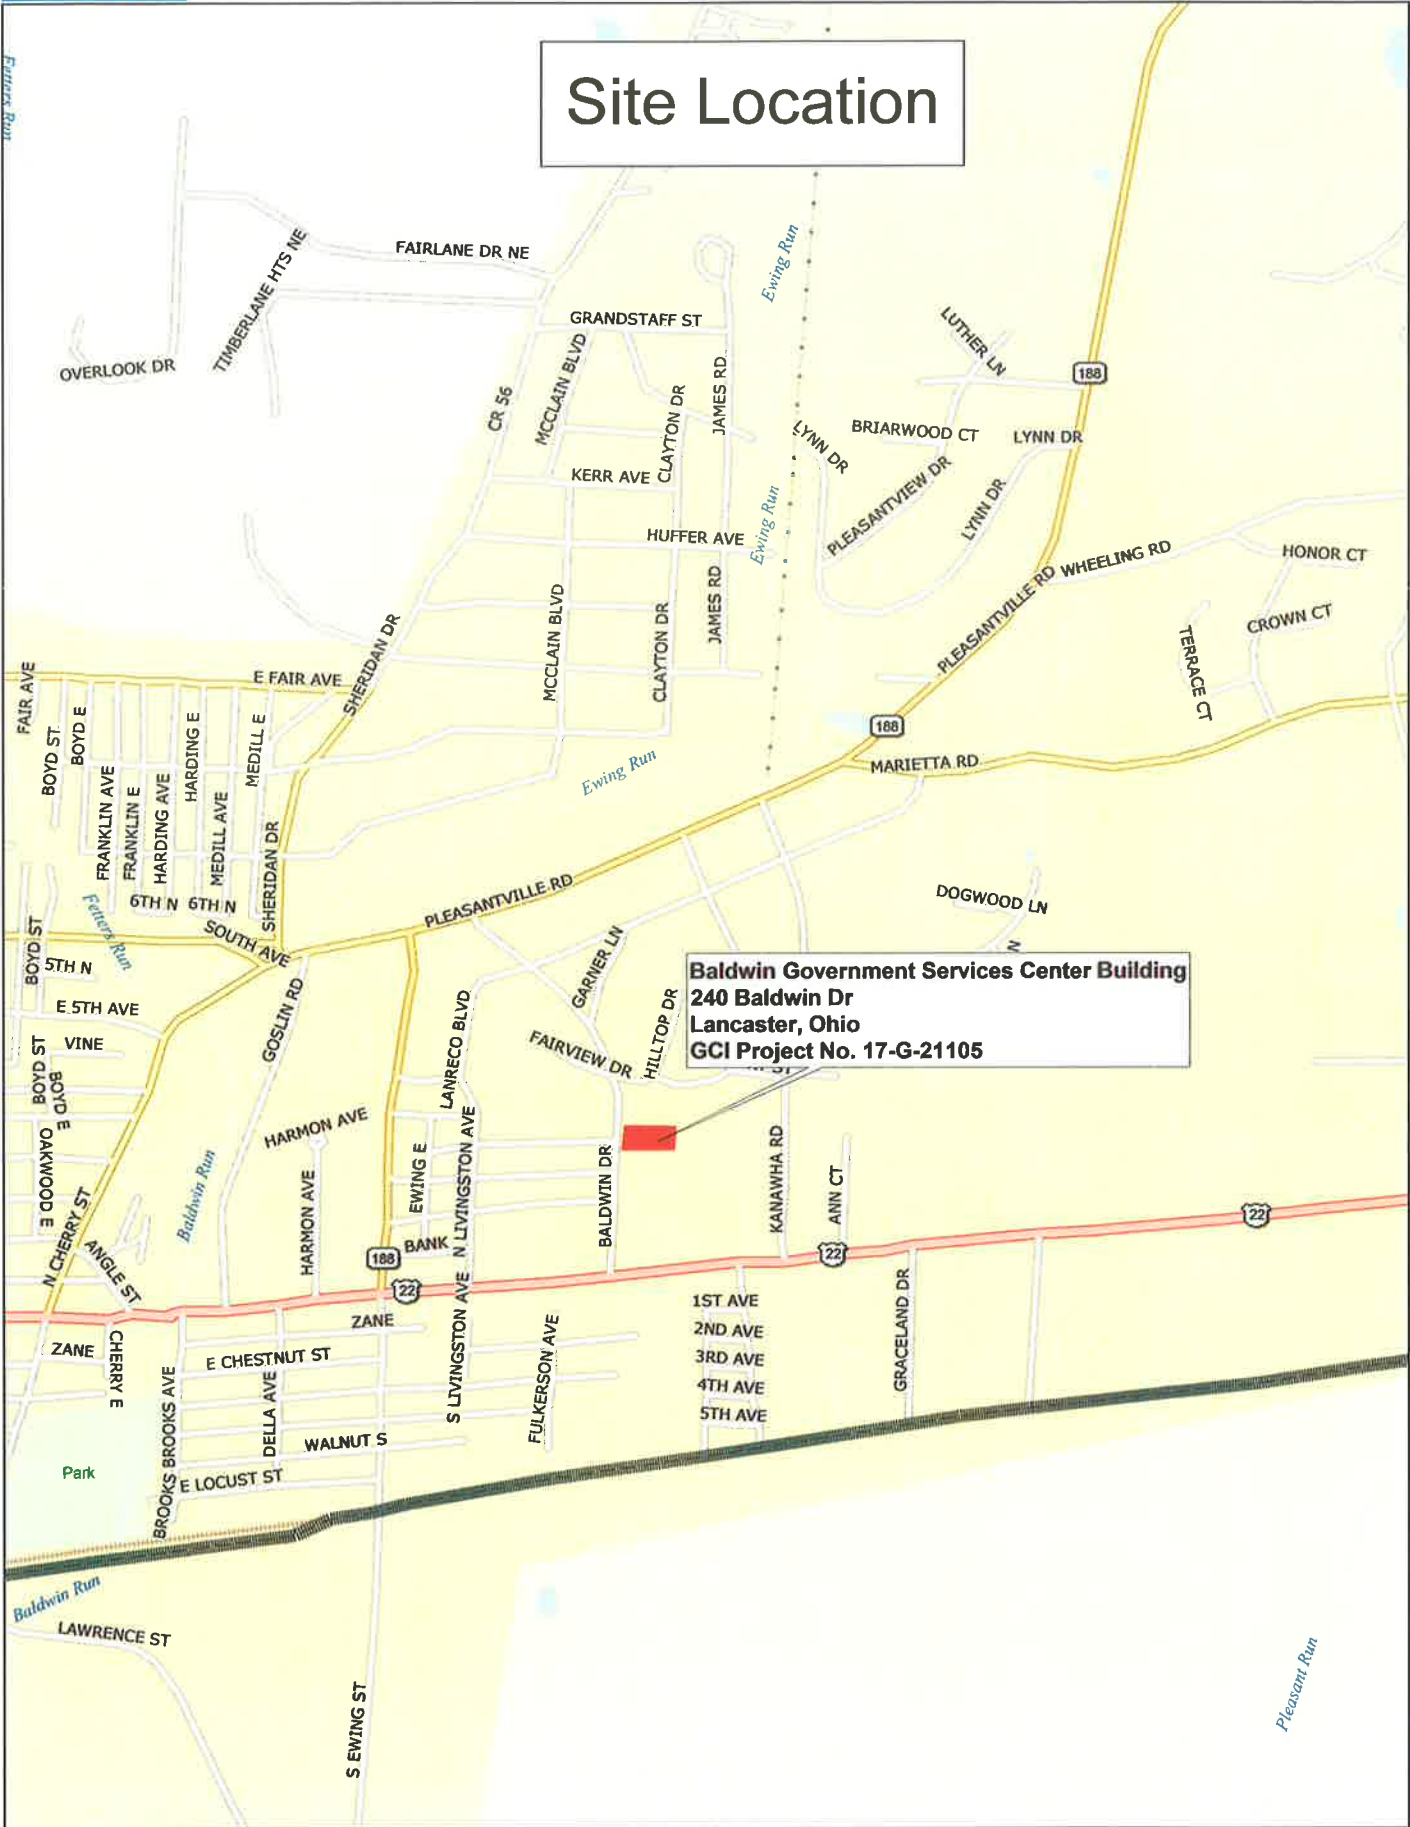 Site Location
Fetters Run
Ewing Run
FAIRLANE DR NE
TIMBERLANE HTS NE
OVERLOOK DR
GRANDSTAFF ST
MCCLAIN BLVD
CR 56
JAMES RD
CLAYTON DR
KERR AVE
HUFFER AVE
LUTHER LN
188
BRIARWOOD CT
LYNN DR
LYNN DR
PLEASANTVIEW DR
LYNN DR
Ewing Run
WHEELING RD
HONOR CT
CROWN CT
TERRACE CT
PLEASANTVILLE RD
MCCLAIN BLVD
CLAYTON DR
JAMES RD
SHERIDAN DR
E FAIR AVE
FAIR AVE
BOYD ST
BOYD E
HARDING E
MEDILL E
FRANKLIN AVE
FRANKLIN E
HARDING AVE
MEDILL AVE
SHERIDAN DR
6TH N
6TH N
188
MARIETTA RD
Ewing Run
PLEASANTVILLE RD
Fetters Run
SOUTH AVE
BOYD ST
5TH N
E 5TH AVE
VINE
BOYD ST
BOYD E
OAKWOOD E
GOSLIN RD
LANRECO BLVD
GARNER LN
HILLTOP DR
FAIRVIEW DR
DOGWOOD LN
N
Baldwin Government Services Center Building
240 Baldwin Dr
Lancaster, Ohio
GCI Project No. 17-G-21105
ST
HARMON AVE
HARMON AVE
Baldwin Run
EWING E
N LIVINGSTON AVE
BALDWIN DR
KANAWHA RD
ANN CT
N CHERRY ST
ANGLE ST
188
BANK
22
22
22
ZANE
ZANE
CHERRY E
E CHESTNUT ST
S LIVINGSTON AVE
FULKERSON AVE
1ST AVE
2ND AVE
3RD AVE
4TH AVE
5TH AVE
GRACELAND DR
BROOKS BROOKS AVE
DELLA AVE
WALNUT S
E LOCUST ST
Park
Baldwin Run
LAWRENCE ST
S EWING ST
Pleasant Run